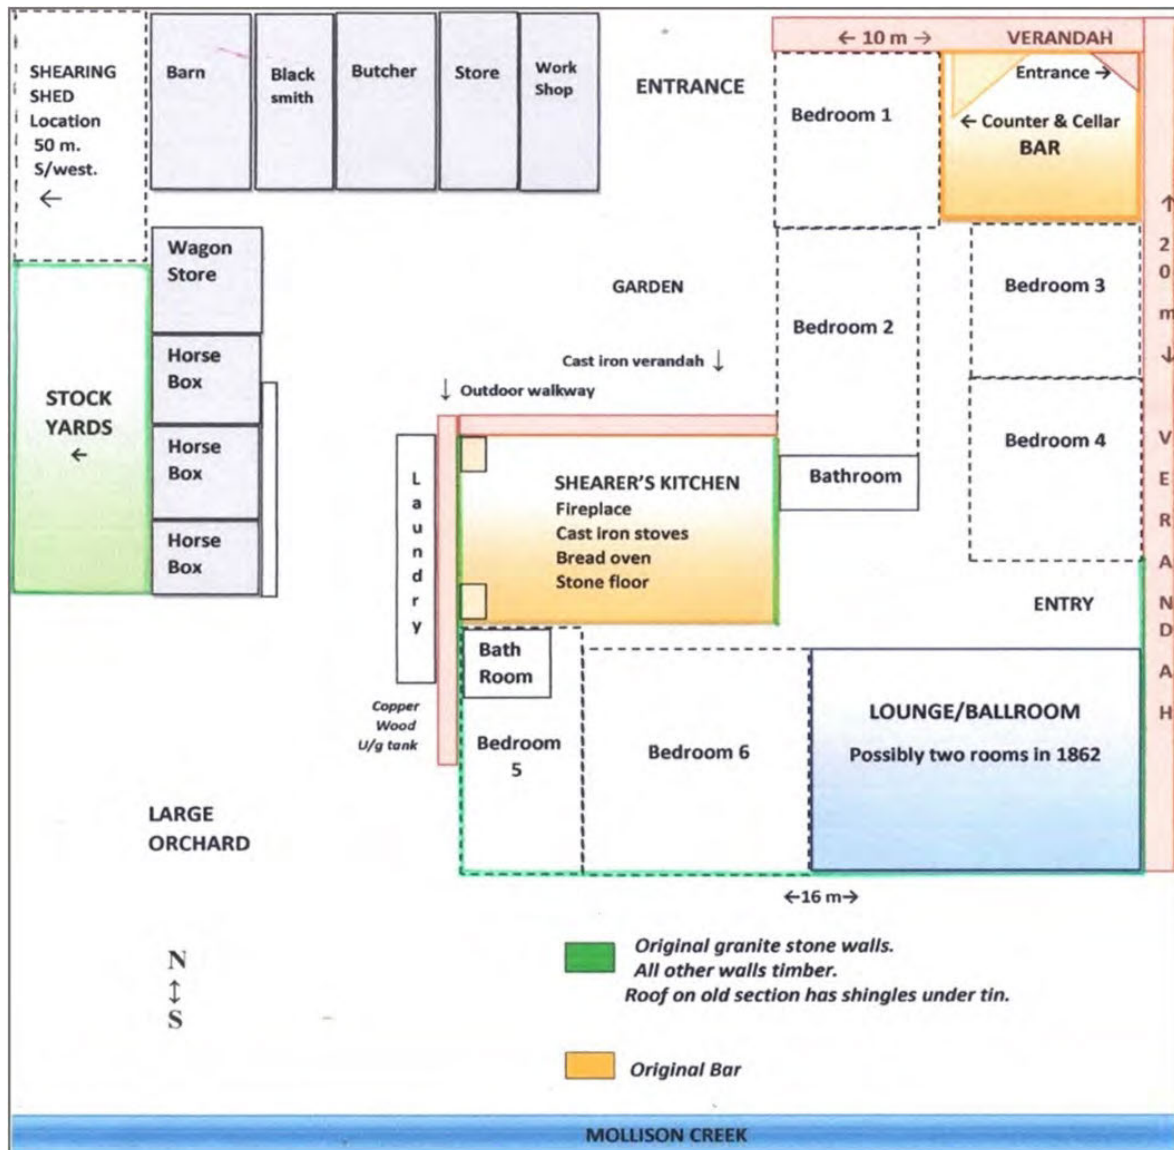 SHEARING
SHED
Location
50 m.
S/west.
←
Barn
Black
smith
Butcher
Store
Work
Shop
ENTRANCE
← 10 m →
VERANDAH
Entrance →
← Counter & Cellar
BAR
Bedroom 1
↑
2
0
m
↓
VERANDAH
Wagon
Store
GARDEN
Bedroom 2
Bedroom 3
Cast iron verandah ↓
↓ Outdoor walkway
Horse
Box
STOCK
YARDS
←
Horse
Box
Horse
Box
Laundry
SHEARER'S KITCHEN
Fireplace
Cast iron stoves
Bread oven
Stone floor
Bathroom
Bedroom 4
ENTRY
Bath
Room
Copper
Wood
U/g tank
Bedroom
5
Bedroom 6
LOUNGE/BALLROOM
Possibly two rooms in 1862
LARGE
ORCHARD
←16 m→
N
↕
S
Original granite stone walls.
All other walls timber.
Roof on old section has shingles under tin.
Original Bar
MOLLISON CREEK